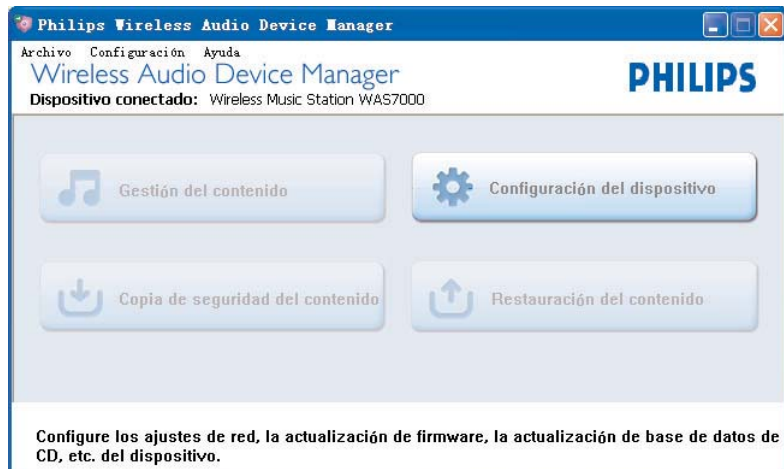 Philips Wireless Audio Device Manager
Archivo Configuración Ayuda
Wireless Audio Device Manager
PHILIPS
Dispositivo conectado: Wireless Music Station WAS7000
Gestión del contenido
Configuración del dispositivo
Copia de seguridad del contenido
Restauración del contenido
Configure los ajustes de red, la actualización de firmware, la actualización de base de datos de
CD, etc. del dispositivo.